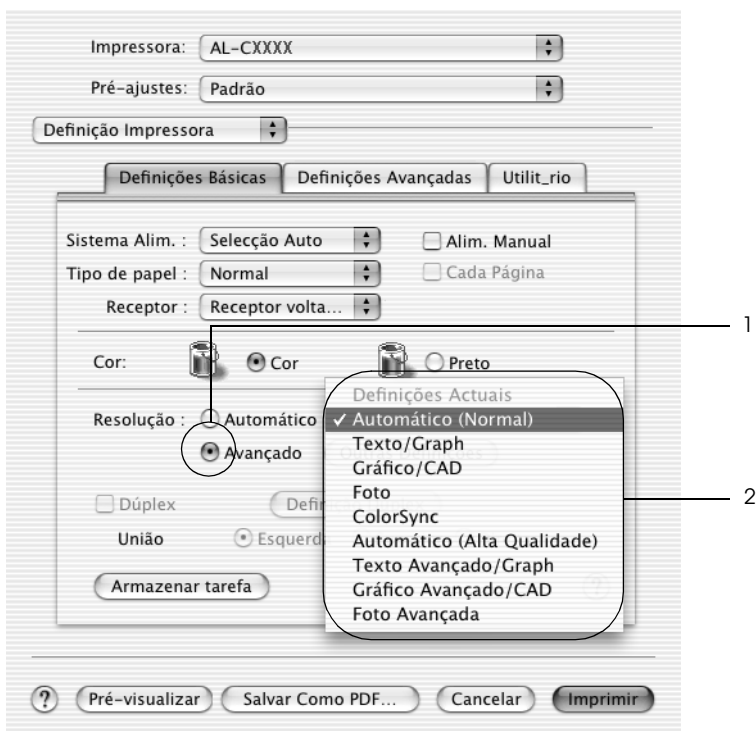 Impressora: AL-CXXXX
Pré-ajustes: Padrão
Definição Impressora
Definições Básicas Definições Avançadas Utilit_rio
Sistema Alim. : Selecção Auto Alim. Manual
Tipo de papel : Normal Cada Página
Receptor : Receptor volta...
1
Cor: Cor Preto
Definições Actuais
Resolução : Automático ✓ Automático (Normal)
Texto/Graph
Avançado
Gráfico/CAD
Foto
2
Dúplex
ColorSync
União
Automático (Alta Qualidade)
Texto Avançado/Graph
Armazenar tarefa Gráfico Avançado/CAD ?
Foto Avançada
? Pré-visualizar Salvar Como PDF... Cancelar Imprimir